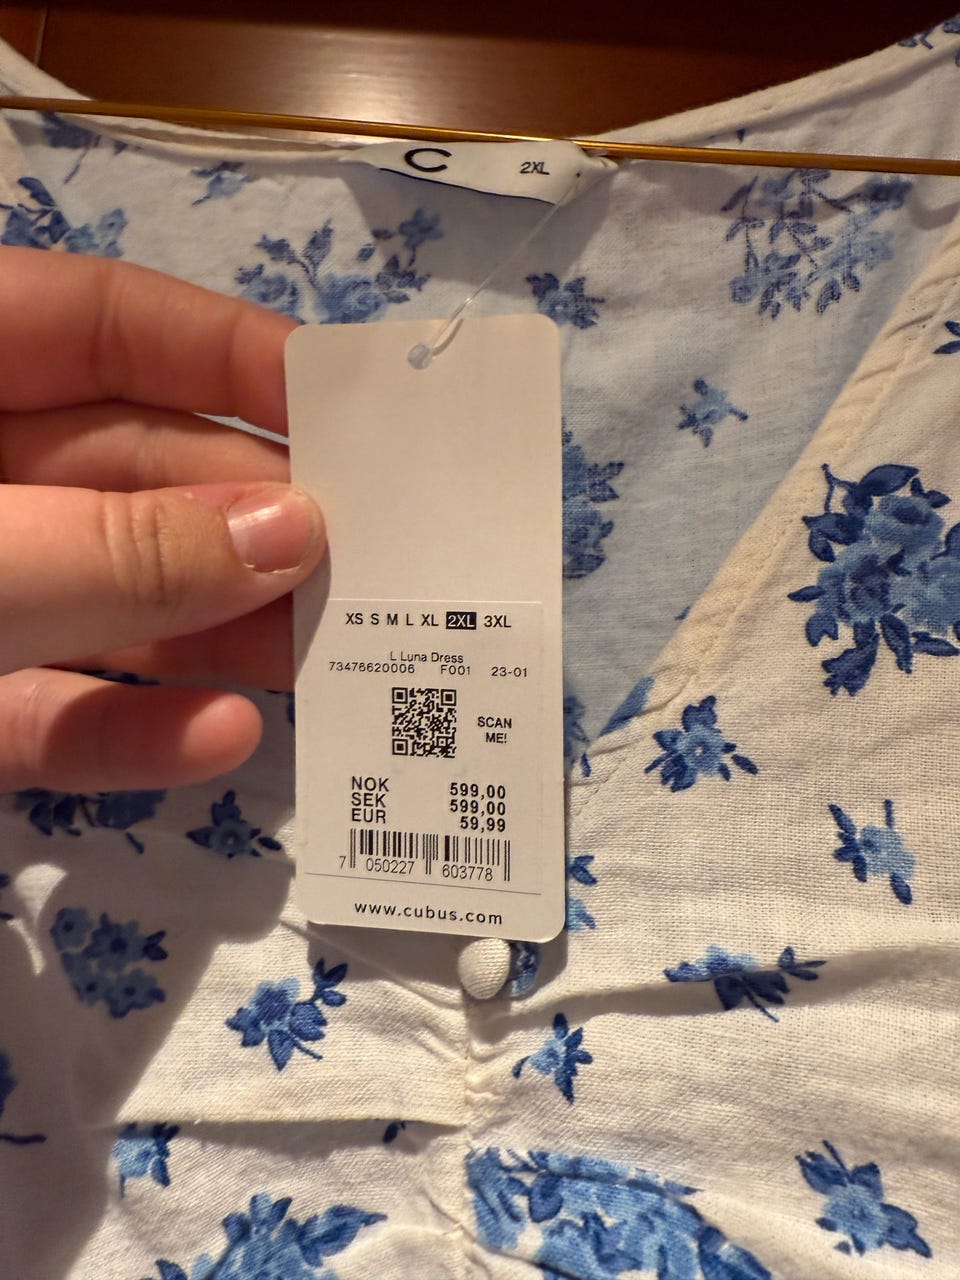 C 2XL
XS S M L XL 2XL 3XL
L Luna Dress
73476620006 F001 23-01
SCAN
ME!
NOK 599,00
SEK 599,00
EUR 59,99
7 050227 603778
www.cubus.com